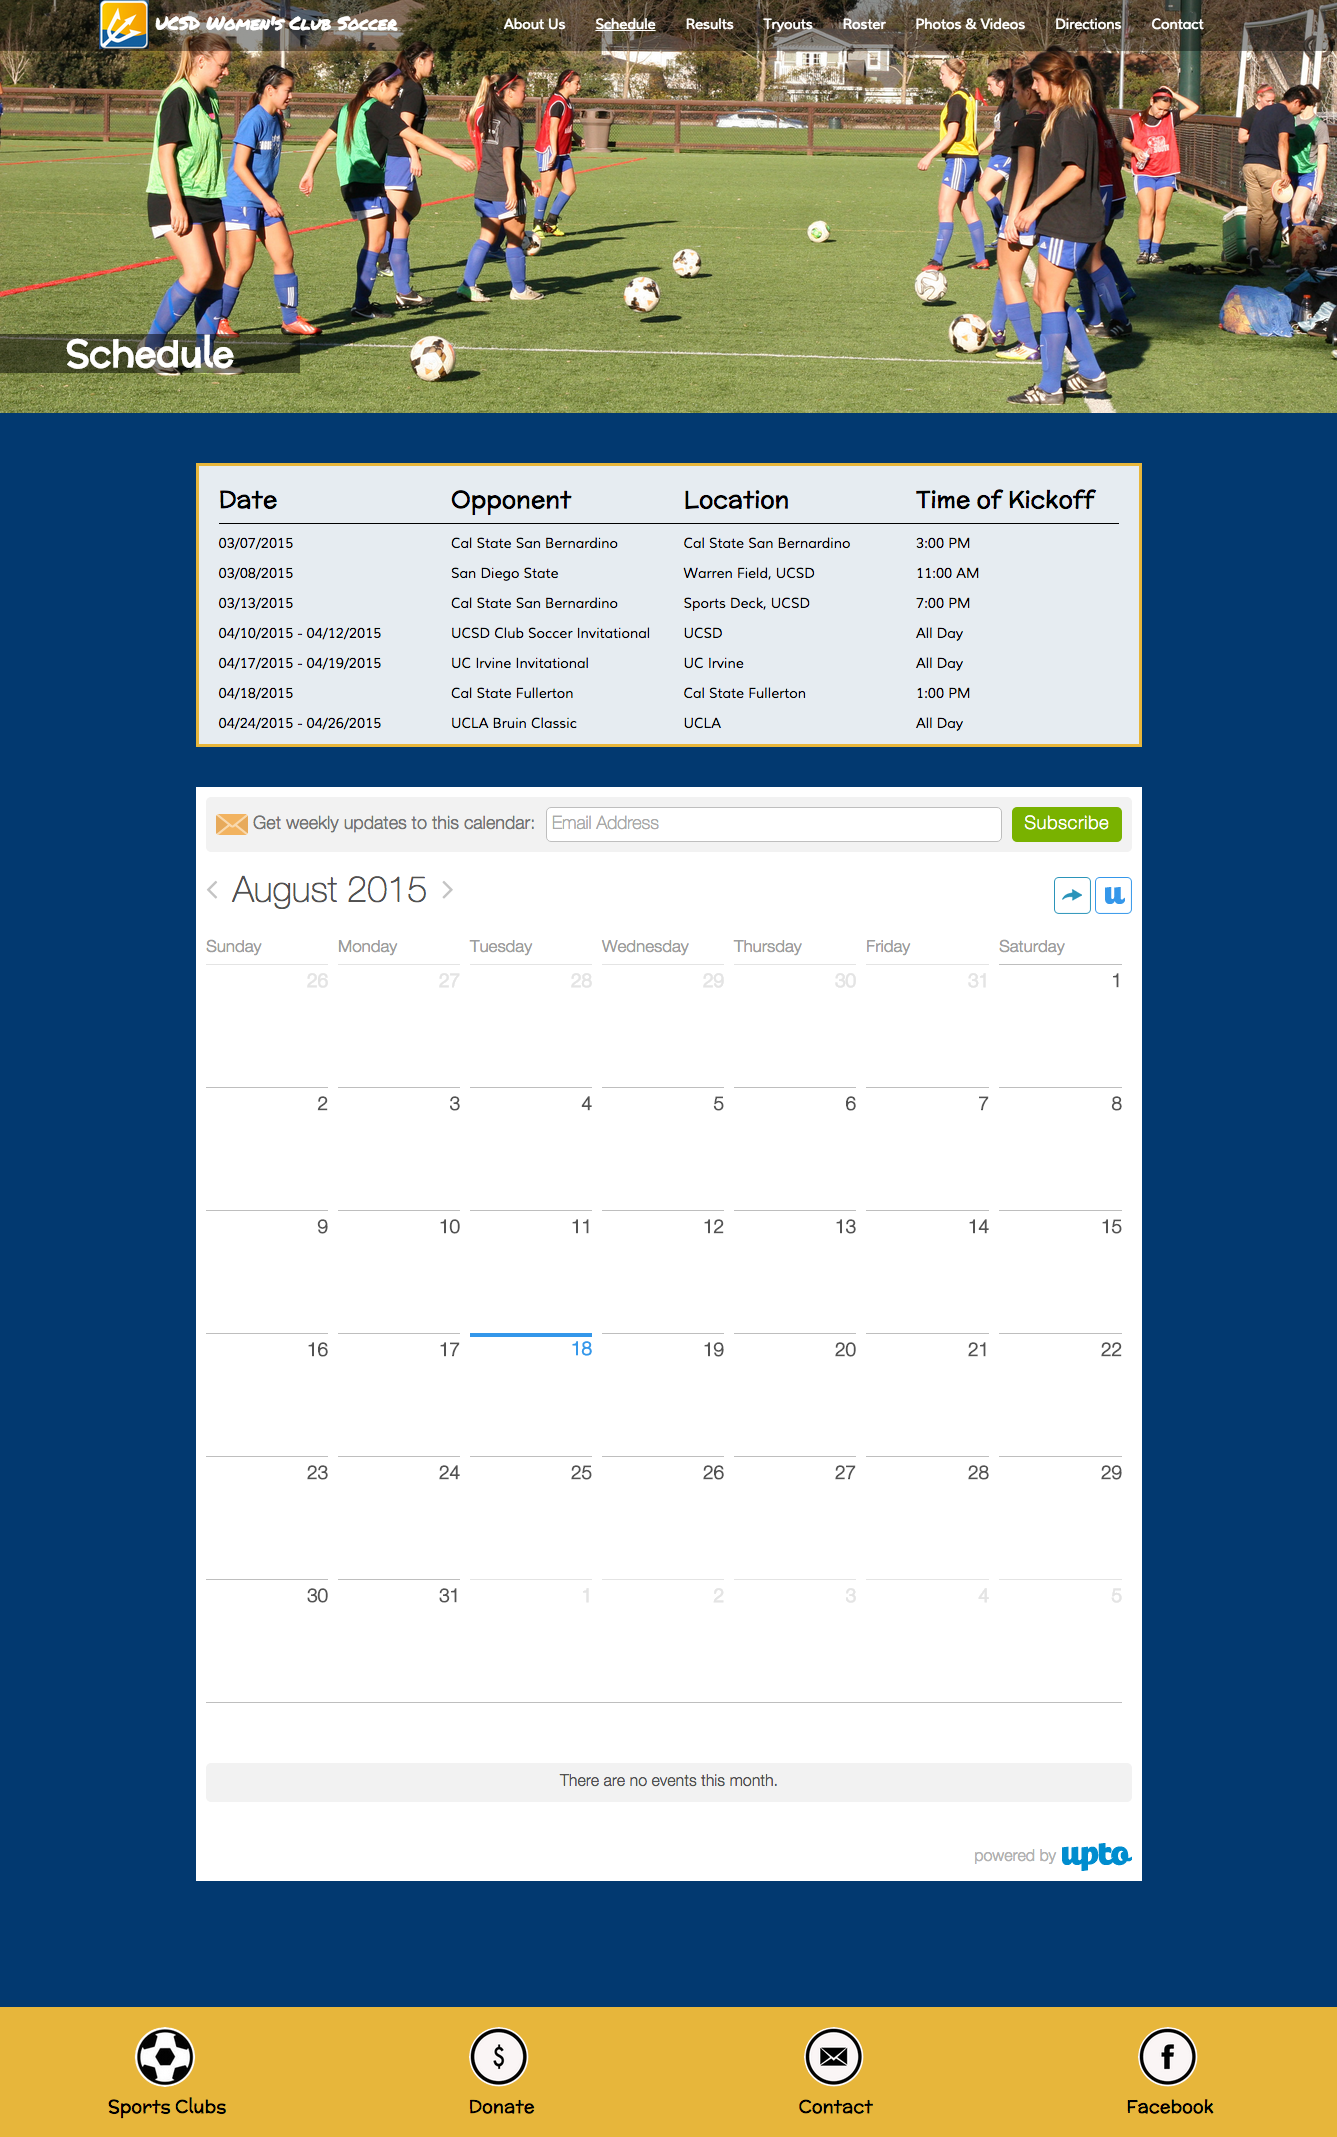 UCSD Women's Club Soccer About Us Schedule Results Tryouts Roster Photos & Videos Directions Contact
Schedule
Date Opponent Location Time of Kickoff
03/07/2015 Cal State San Bernardino Cal State San Bernardino 3:00 PM
03/08/2015 San Diego State Warren Field, UCSD 11:00 AM
03/13/2015 Cal State San Bernardino Sports Deck, UCSD 7:00 PM
04/10/2015 - 04/12/2015 UCSD Club Soccer Invitational UCSD All Day
04/17/2015 - 04/19/2015 UC Irvine Invitational UC Irvine All Day
04/18/2015 Cal State Fullerton Cal State Fullerton 1:00 PM
04/24/2015 - 04/26/2015 UCLA Bruin Classic UCLA All Day
Get weekly updates to this calendar: Email Address Subscribe
August 2015
Sunday Monday Tuesday Wednesday Thursday Friday Saturday
26 27 28 29 30 31 1
2 3 4 5 6 7 8
9 10 11 12 13 14 15
16 17 18 19 20 21 22
23 24 25 26 27 28 29
30 31 1 2 3 4 5
There are no events this month.
powered by upto
$ f
Sports Clubs Donate Contact Facebook